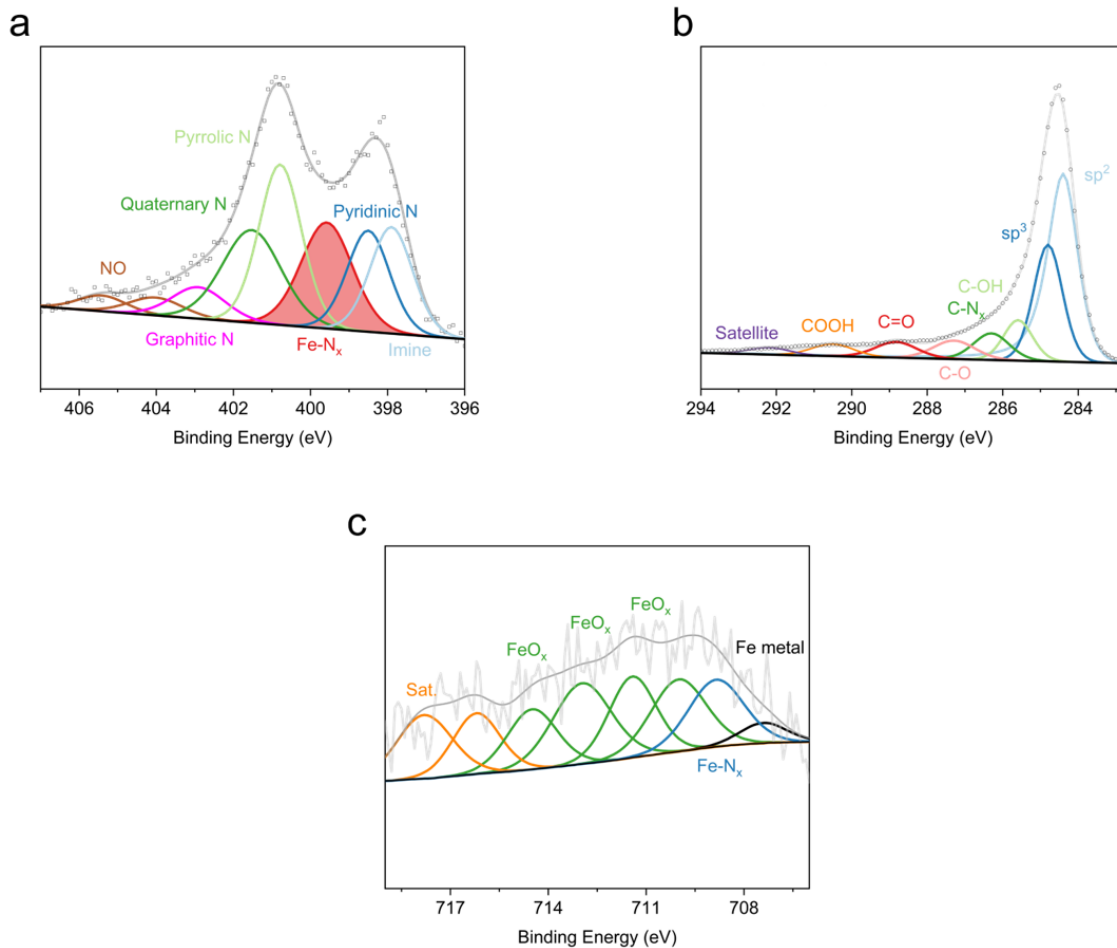 a
Pyrrolic N
Quaternary N
Pyridinic N
NO
Graphitic N
Fe-Nₓ
Imine
406 404 402 400 398 396
Binding Energy (eV)
b
sp²
sp³
C-OH
C-Nₓ
C=O
COOH
Satellite
C-O
294 292 290 288 286 284
Binding Energy (eV)
c
FeOₓ
FeOₓ
FeOₓ
Fe metal
Sat.
Fe-Nₓ
717 714 711 708
Binding Energy (eV)